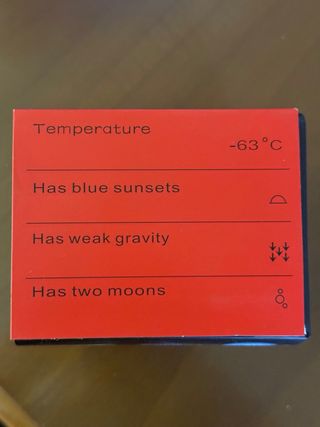 Temperature
-63°C
Has blue sunsets
Has weak gravity
Has two moons